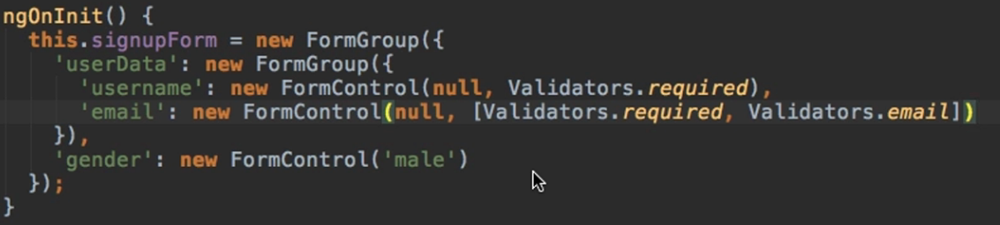 ngOnInit() {
this.signupForm = new FormGroup({
'userData': new FormGroup({
'username': new FormControl(null, Validators.required),
'email': new FormControl(null, [Validators.required, Validators.email])
}),
'gender': new FormControl('male')
});
}